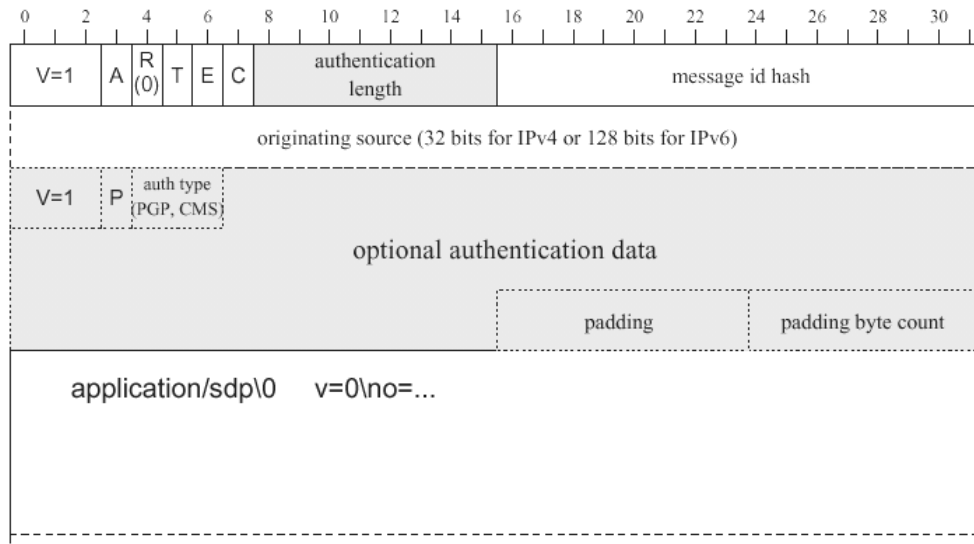 0 2 4 6 8 10 12 14 16 18 20 22 24 26 28 30
V=1 A R (0) T E C authentication length message id hash
originating source (32 bits for IPv4 or 128 bits for IPv6)
V=1 P auth type (PGP, CMS)
optional authentication data
padding padding byte count
application/sdp\0 v=0\no=...